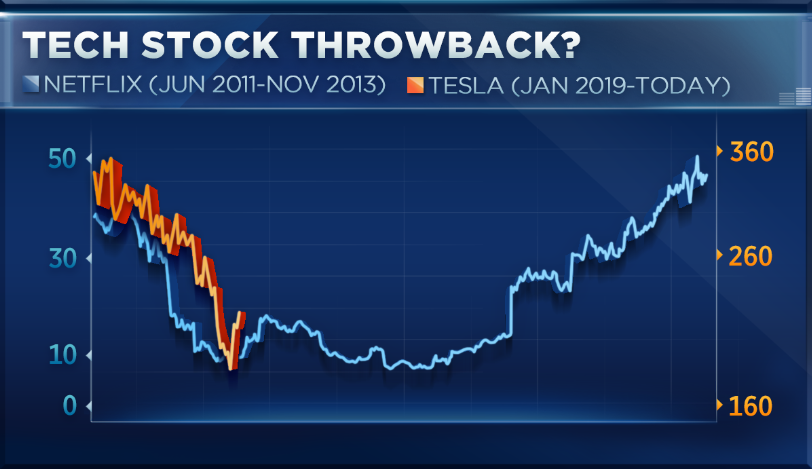 TECH STOCK THROWBACK?
NETFLIX (JUN 2011-NOV 2013) TESLA (JAN 2019-TODAY)
50 360
30 260
10
0 160